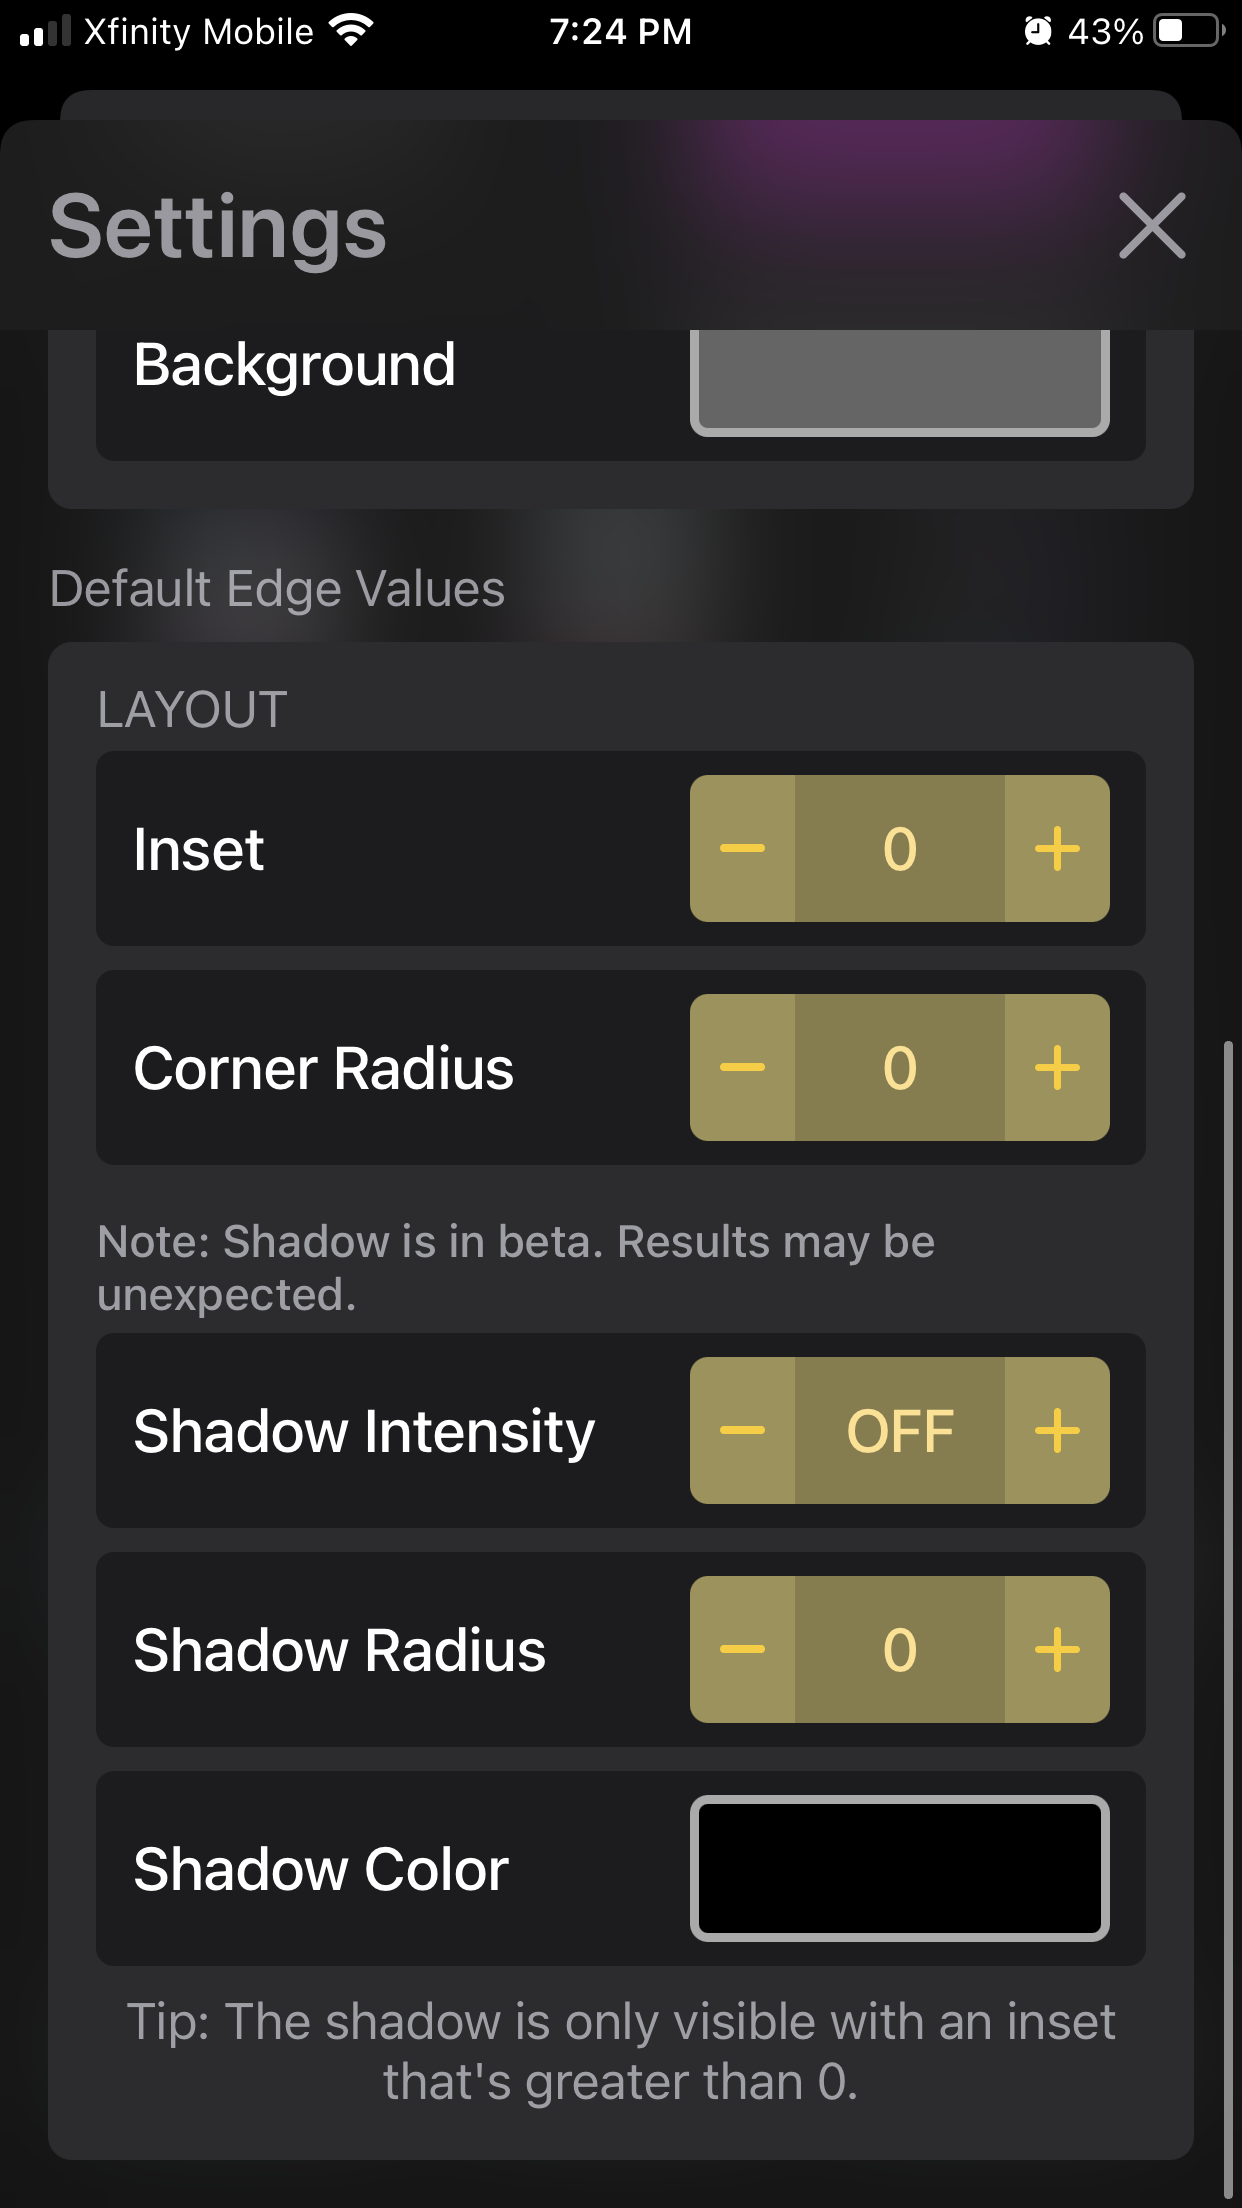 Xfinity Mobile 7:24 PM 43%
Settings
Background
Default Edge Values
LAYOUT
Inset 0
Corner Radius 0
Note: Shadow is in beta. Results may be
unexpected.
Shadow Intensity OFF
Shadow Radius 0
Shadow Color
Tip: The shadow is only visible with an inset
that's greater than 0.